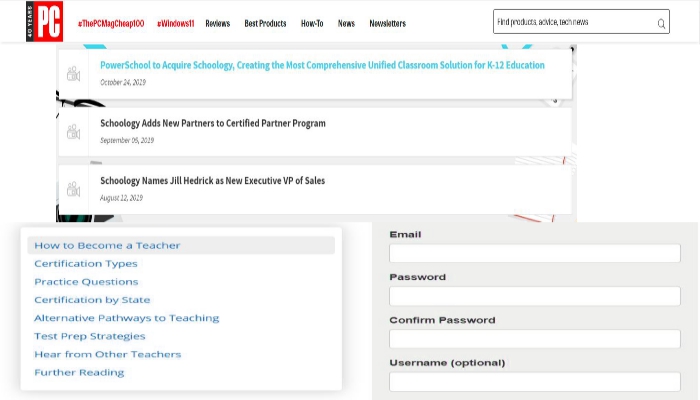 40 YEARS
PC
#ThePCMagCheap100 #Windows11 Reviews Best Products How-To News Newsletters
Find products, advice, tech news
PowerSchool to Acquire Schoology, Creating the Most Comprehensive Unified Classroom Solution for K-12 Education
October 24, 2019
Schoology Adds New Partners to Certified Partner Program
September 05, 2019
Schoology Names Jill Hedrick as New Executive VP of Sales
August 12, 2019
How to Become a Teacher
Certification Types
Practice Questions
Certification by State
Alternative Pathways to Teaching
Test Prep Strategies
Hear from Other Teachers
Further Reading
Email
Password
Confirm Password
Username (optional)